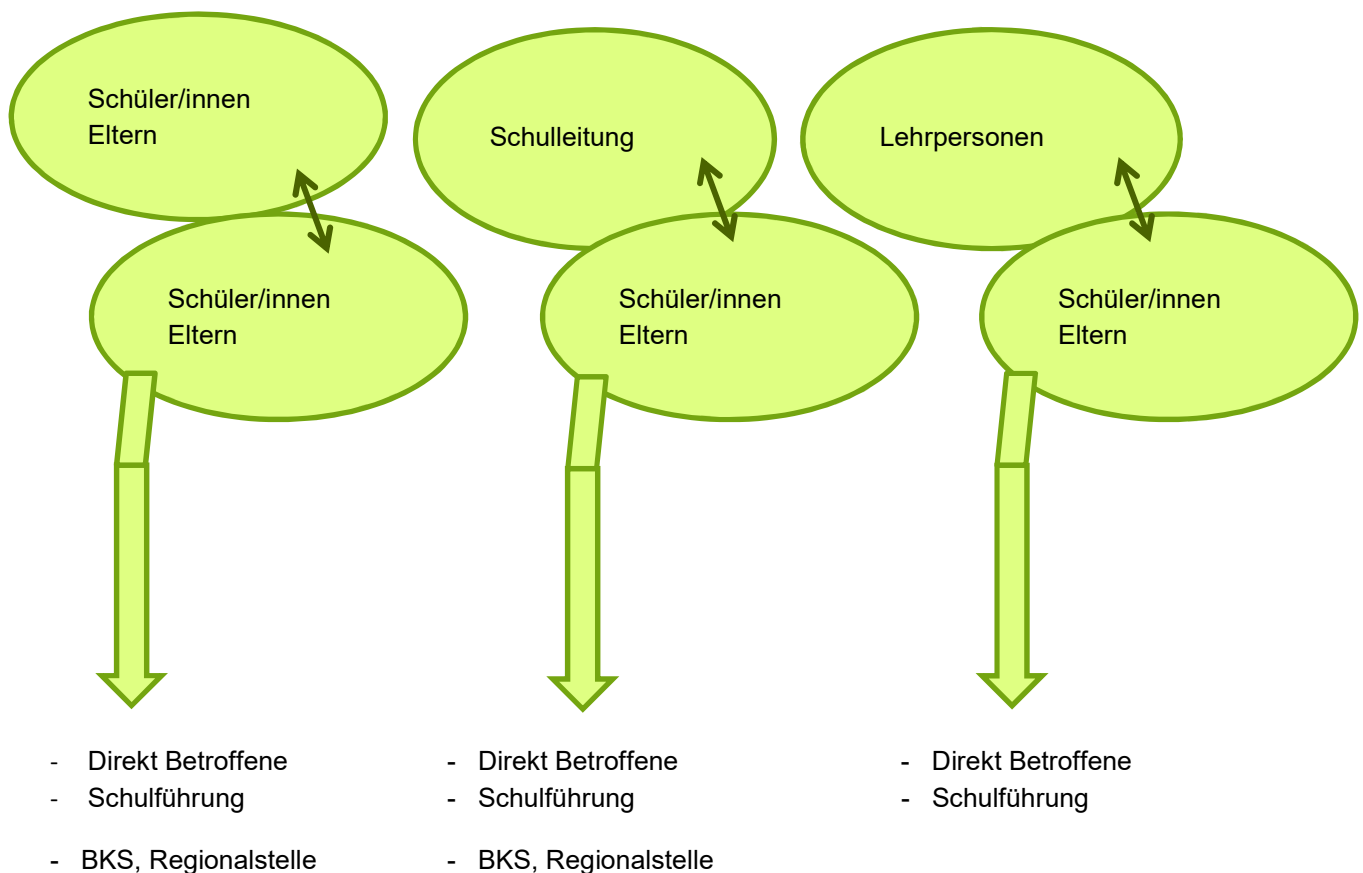 Schüler/innen
Eltern
Schulleitung
Lehrpersonen
Schüler/innen
Eltern
Schüler/innen
Eltern
Schüler/innen
Eltern
- Direkt Betroffene
- Schulführung
- BKS, Regionalstelle
- Direkt Betroffene
- Schulführung
- BKS, Regionalstelle
- Direkt Betroffene
- Schulführung